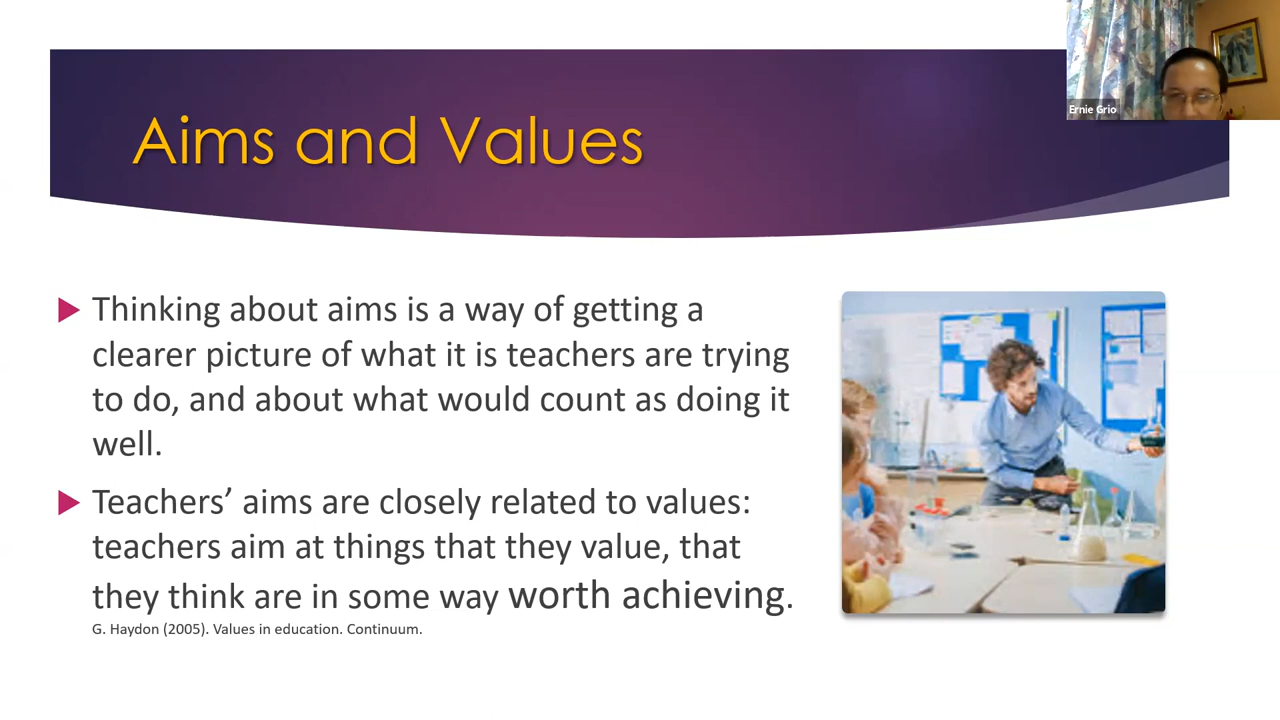 Ernie Grio
Aims and Values
Thinking about aims is a way of getting a
clearer picture of what it is teachers are trying
to do, and about what would count as doing it
well.
Teachers’ aims are closely related to values:
teachers aim at things that they value, that
they think are in some way worth achieving.
G. Haydon (2005). Values in education. Continuum.